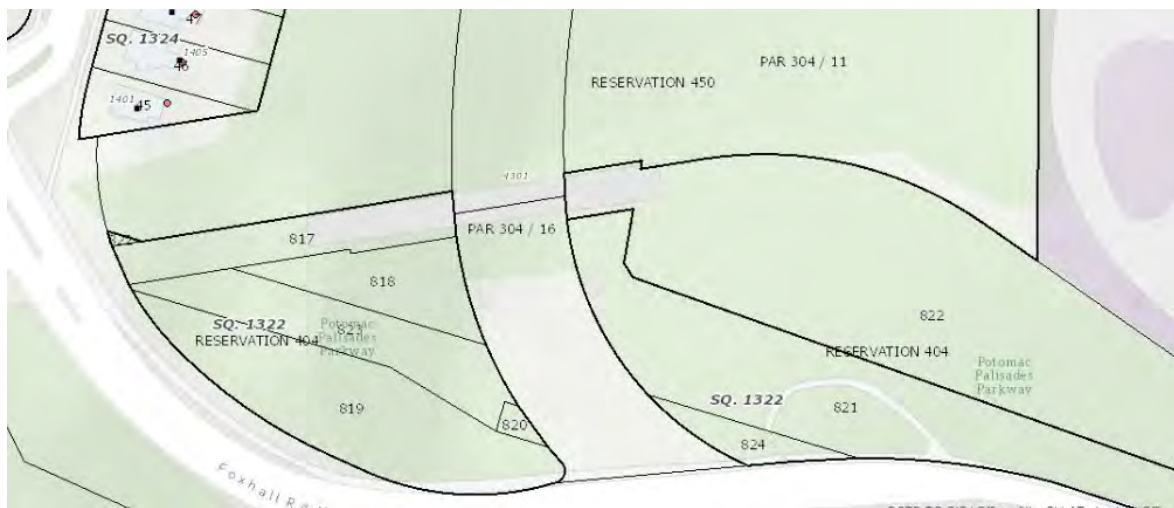 47
SQ. 1324
1405
46
1401
45
PAR 304 / 11
RESERVATION 450
4301
822
817
PAR 304 / 16
818
822
SQ. 1322
823
Potomac
Palisades
Parkway
RESERVATION 404
RESERVATION 404
Potomac
Palisades
Parkway
819
820
SQ. 1322
821
824
Foxhall Rd